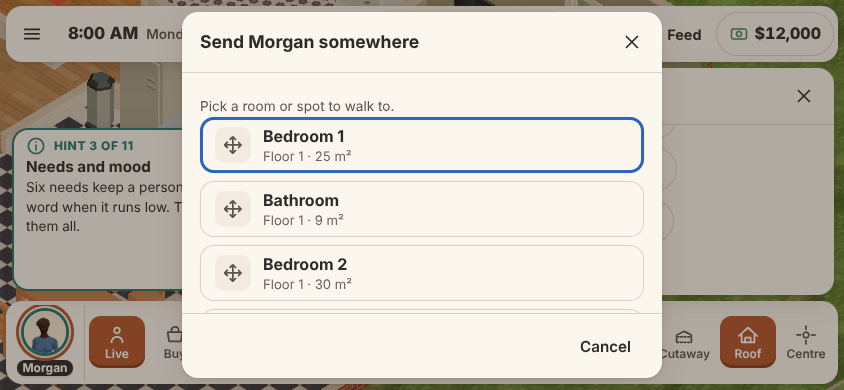 8:00 AM Mond
Feed
$12,000
Send Morgan somewhere
Pick a room or spot to walk to.
Bedroom 1
Floor 1 · 25 m²
Bathroom
Floor 1 · 9 m²
Bedroom 2
Floor 1 · 30 m²
Cancel
HINT 3 OF 11
Needs and mood
Six needs keep a person
word when it runs low. T
them all.
Morgan
Live
Buy
Cutaway
Roof
Centre